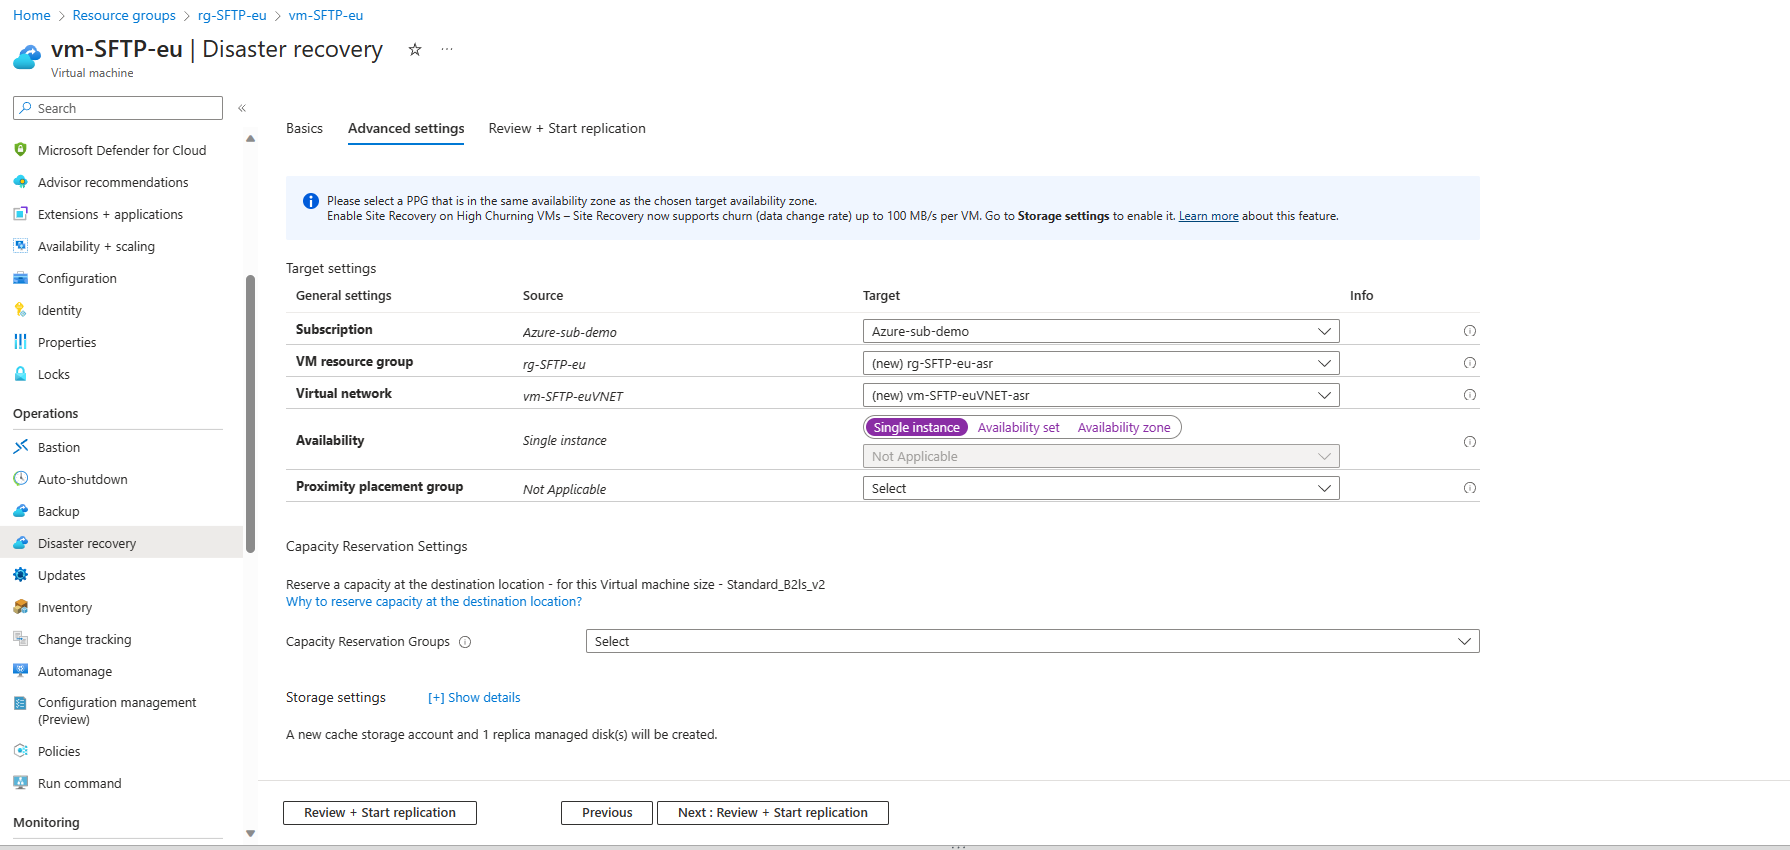 Home > Resource groups > rg-SFTP-eu > vm-SFTP-eu
vm-SFTP-eu | Disaster recovery
Virtual machine
Search
Microsoft Defender for Cloud
Advisor recommendations
Extensions + applications
Availability + scaling
Configuration
Identity
Properties
Locks
Operations
Bastion
Auto-shutdown
Backup
Disaster recovery
Updates
Inventory
Change tracking
Automanage
Configuration management
(Preview)
Policies
Run command
Monitoring
Basics Advanced settings Review + Start replication
Please select a PPG that is in the same availability zone as the chosen target availability zone.
Enable Site Recovery on High Churning VMs – Site Recovery now supports churn (data change rate) up to 100 MB/s per VM. Go to Storage settings to enable it. Learn more about this feature.
Target settings
General settings Source Target Info
Subscription Azure-sub-demo Azure-sub-demo
VM resource group rg-SFTP-eu (new) rg-SFTP-eu-asr
Virtual network vm-SFTP-euVNET (new) vm-SFTP-euVNET-asr
Availability Single instance Single instance Availability set Availability zone
Not Applicable
Proximity placement group Not Applicable Select
Capacity Reservation Settings
Reserve a capacity at the destination location - for this Virtual machine size - Standard_B2ls_v2
Why to reserve capacity at the destination location?
Capacity Reservation Groups Select
Storage settings [+] Show details
A new cache storage account and 1 replica managed disk(s) will be created.
Review + Start replication Previous Next : Review + Start replication